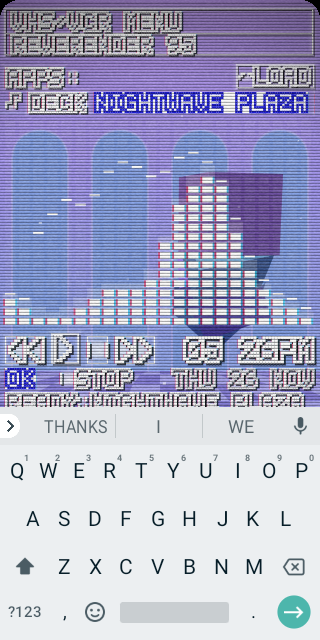 VHS/VCR MENU
REWERENDER 95
APPS::
LOAD
DECK NIGHTWAVE PLAZA
05 26PM
OK STOP THU 26 NOV
READY. NIGHTWAVE PLAZA
THANKS I WE
1 2 3 4 5 6 7 8 9 0
Q W E R T Y U I O P
A S D F G H J K L
Z X C V B N M
?123 , .